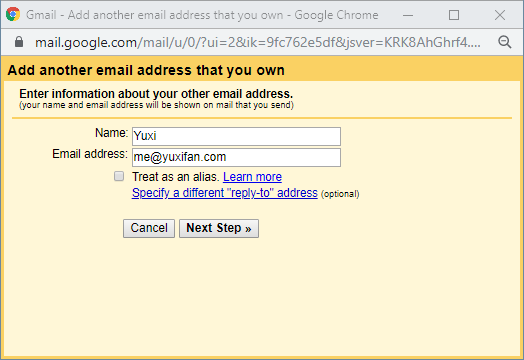 Gmail - Add another email address that you own - Google Chrome
Mail.google.com/mail/u/0/?ui=2&ik=9fc762e5df&jsver=KRK8AhGhrf4....
Add another email address that you own
Enter information about your other email address.
(your name and email address will be shown on mail that you send)
Name: Yuxi
Email address: me@yuxifan.com
Treat as an alias. Learn more
Specify a different "reply-to" address (optional)
Cancel Next Step »